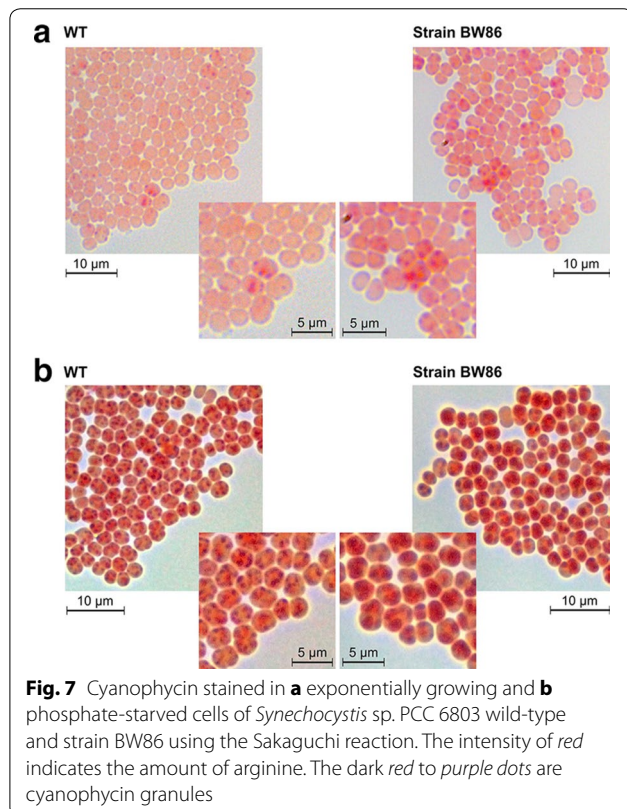 a WT Strain BW86
10 µm 10 µm
5 µm 5 µm
b WT Strain BW86
10 µm 10 µm
5 µm 5 µm
Fig. 7 Cyanophycin stained in a exponentially growing and b
phosphate-starved cells of Synechocystis sp. PCC 6803 wild-type
and strain BW86 using the Sakaguchi reaction. The intensity of red
indicates the amount of arginine. The dark red to purple dots are
cyanophycin granules